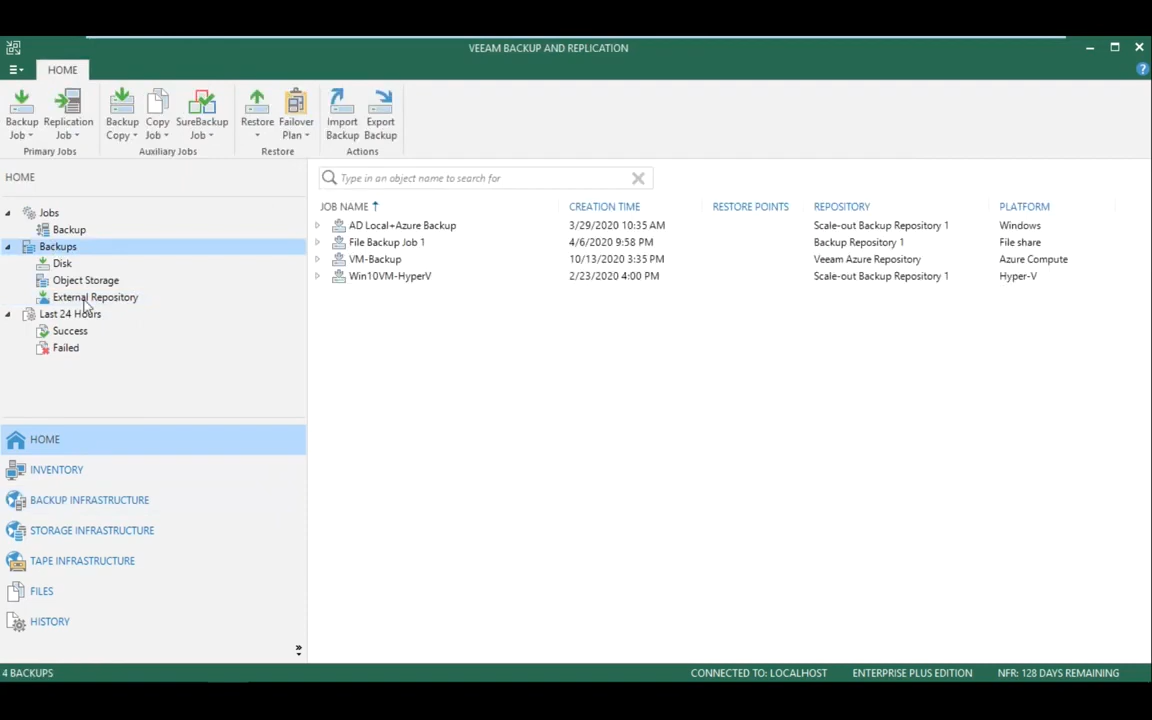 VEEAM BACKUP AND REPLICATION
HOME
Backup Job
Replication Job
Backup Copy
Copy Job
SureBackup Job
Restore
Failover Plan
Import Backup
Export Backup
Primary Jobs
Auxiliary Jobs
Restore
Actions
HOME
Type in an object name to search for
Jobs
Backup
Backups
Disk
Object Storage
External Repository
Last 24 Hours
Success
Failed
JOB NAME CREATION TIME RESTORE POINTS REPOSITORY PLATFORM
AD Local+Azure Backup 3/29/2020 10:35 AM Scale-out Backup Repository 1 Windows
File Backup Job 1 4/6/2020 9:58 PM Backup Repository 1 File share
VM-Backup 10/13/2020 3:35 PM Veeam Azure Repository Azure Compute
Win10VM-HyperV 2/23/2020 4:00 PM Scale-out Backup Repository 1 Hyper-V
HOME
INVENTORY
BACKUP INFRASTRUCTURE
STORAGE INFRASTRUCTURE
TAPE INFRASTRUCTURE
FILES
HISTORY
4 BACKUPS
CONNECTED TO: LOCALHOST
ENTERPRISE PLUS EDITION
NFR: 128 DAYS REMAINING